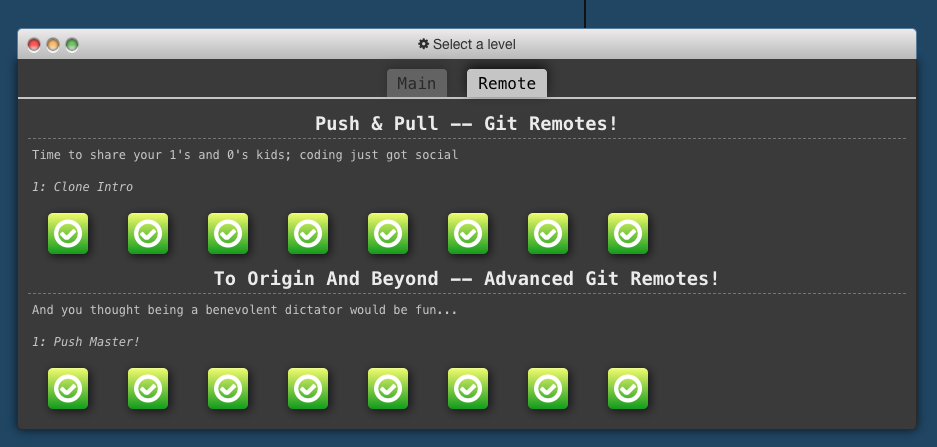 Select a level
Main Remote
Push & Pull -- Git Remotes!
Time to share your 1's and 0's kids; coding just got social
1: Clone Intro
To Origin And Beyond -- Advanced Git Remotes!
And you thought being a benevolent dictator would be fun...
1: Push Master!